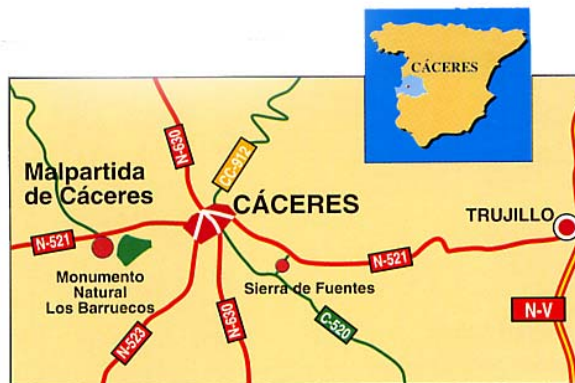 CÁCERES
N-630
CC-912
Malpartida
de Cáceres
CÁCERES
TRUJILLO
N-521
N-521
Monumento
Natural
Los Barruecos
Sierra de Fuentes
N-V
N-523
N-630
C-520